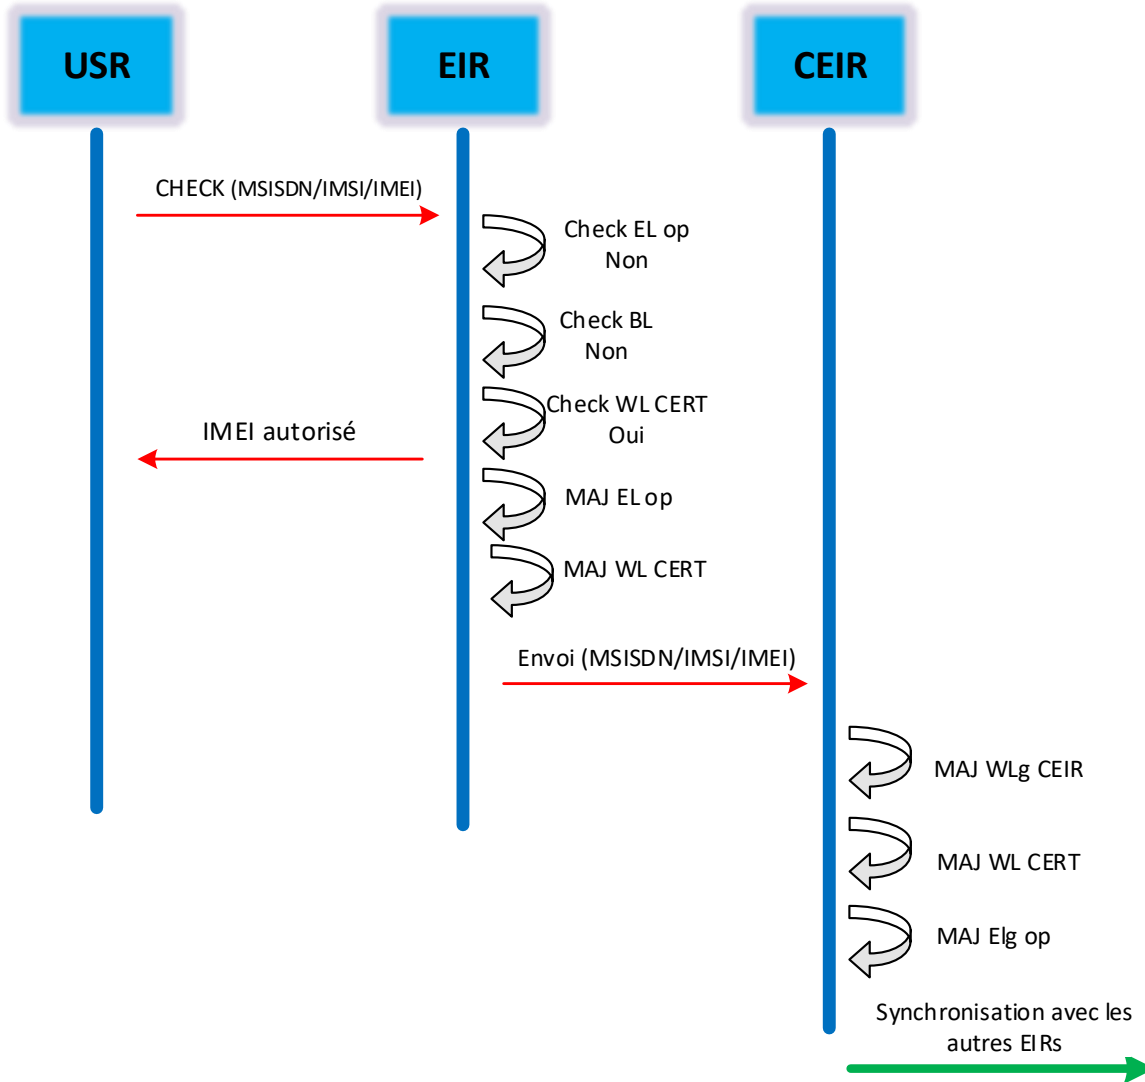 USR
EIR
CEIR
CHECK (MSISDN/IMSI/IMEI)
Check EL op
Non
Check BL
Non
Check WL CERT
Oui
IMEI autorisé
MAJ EL op
MAJ WL CERT
Envoi (MSISDN/IMSI/IMEI)
MAJ WLg CEIR
MAJ WL CERT
MAJ Elg op
Synchronisation avec les
autres EIRs